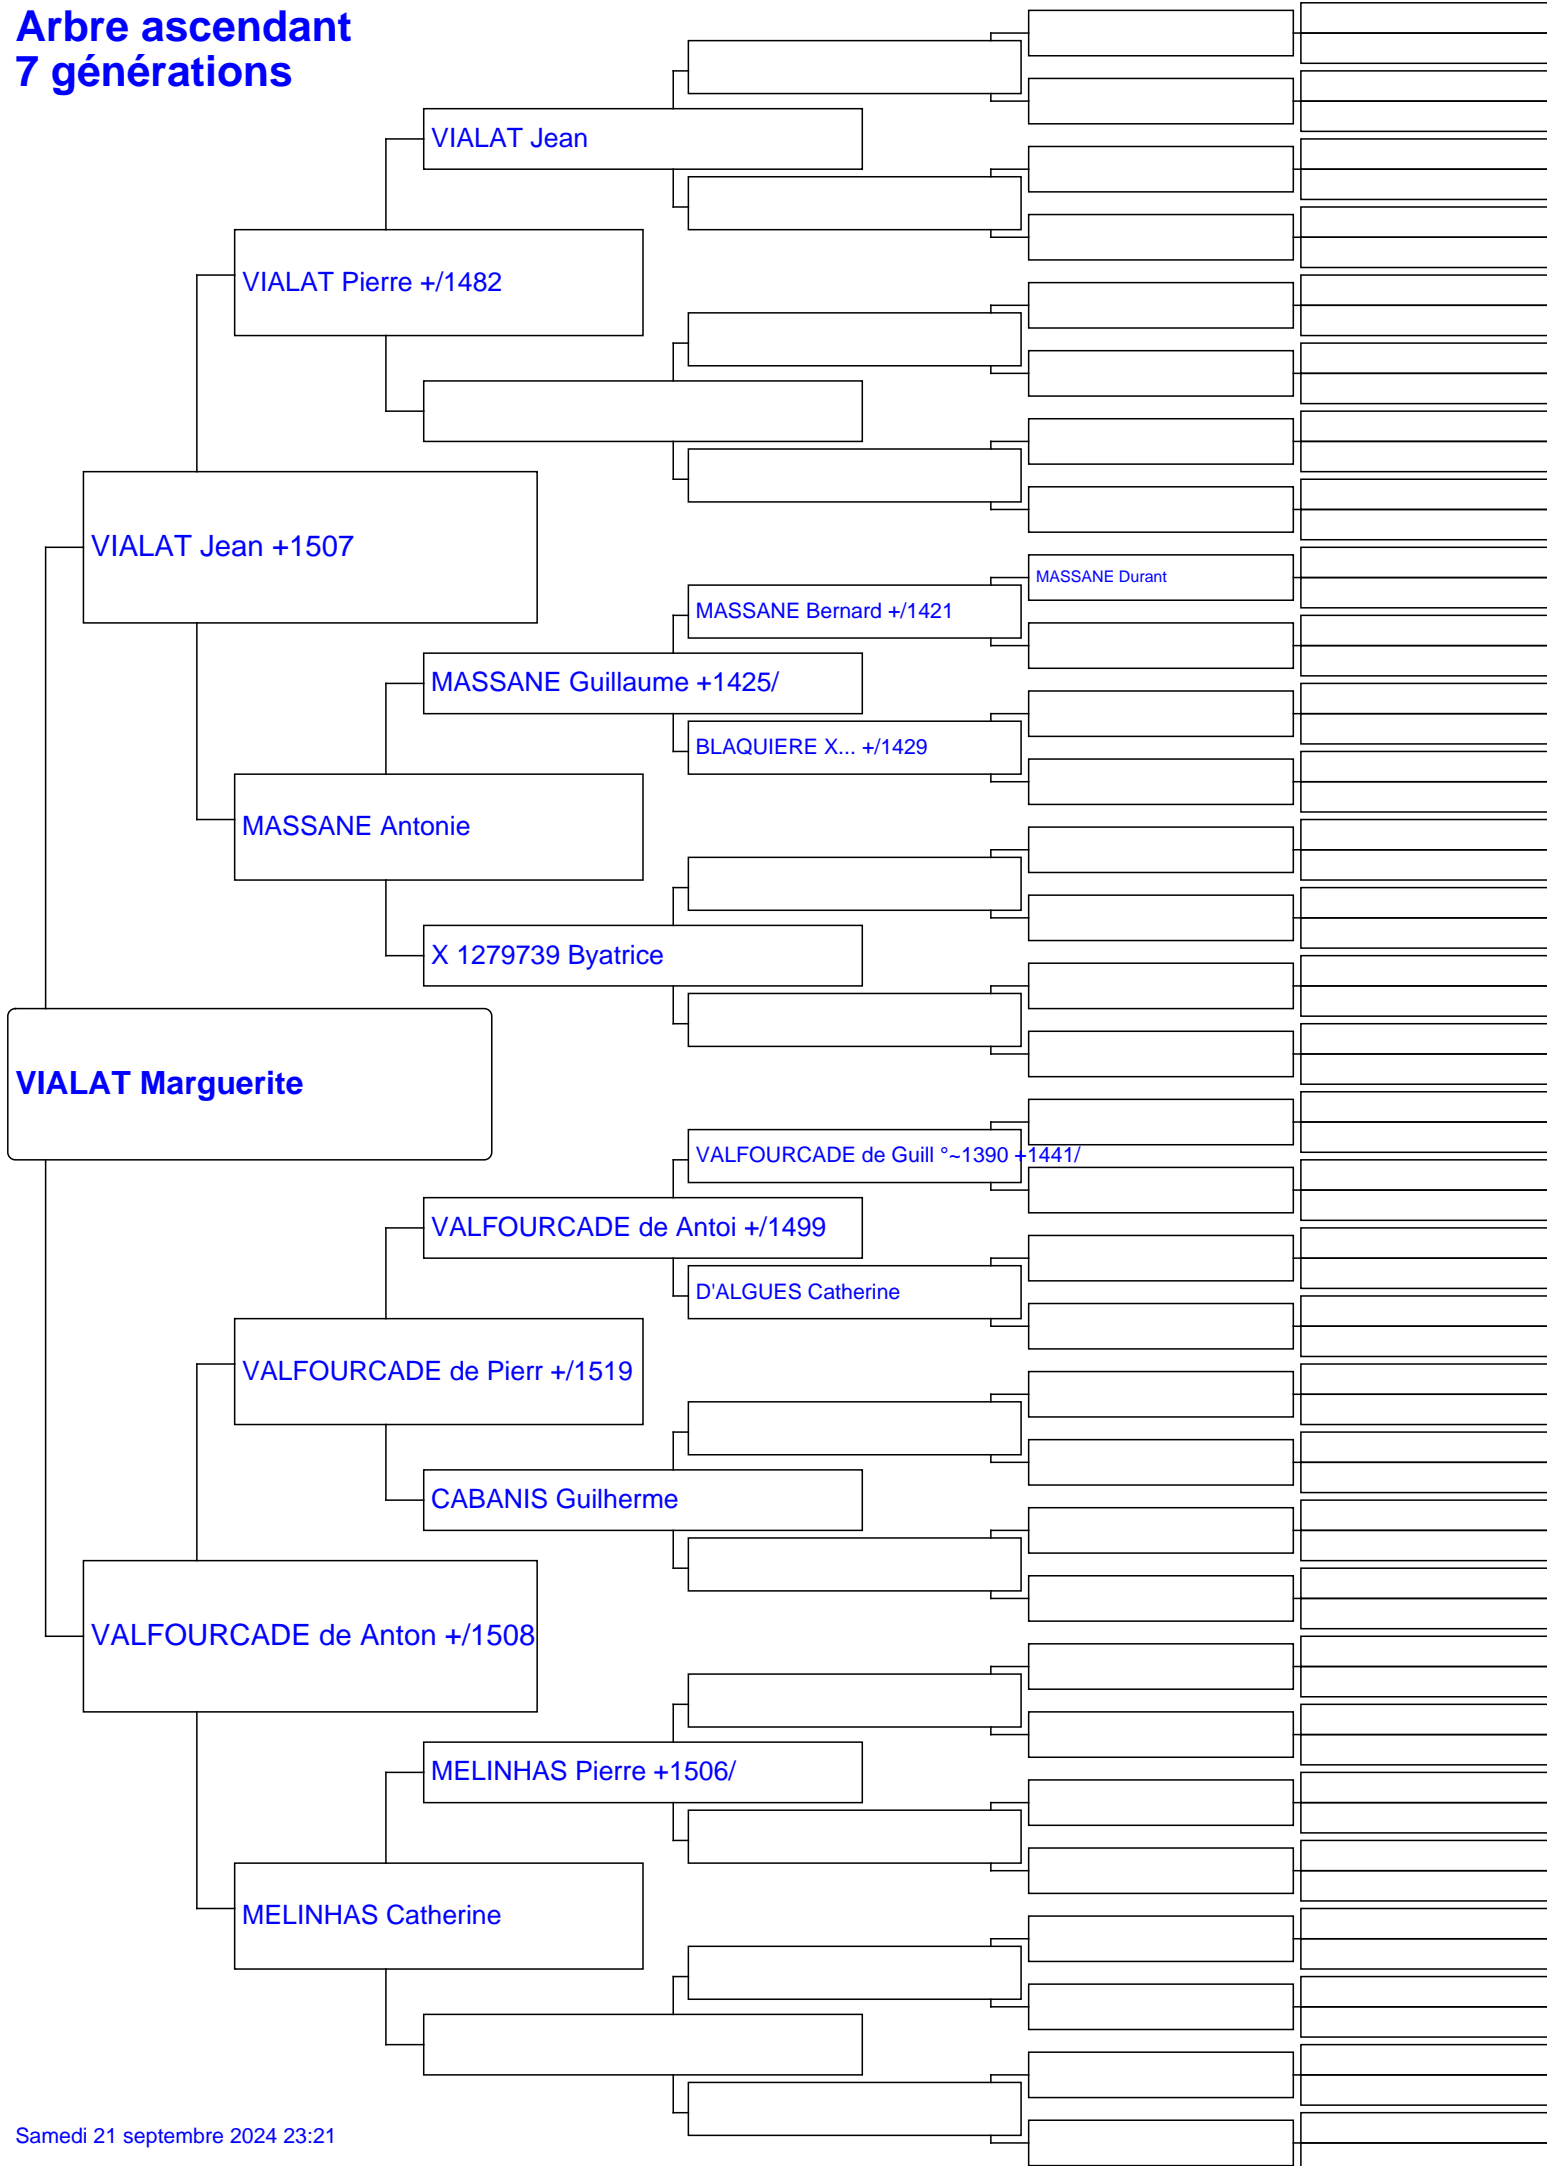 Arbre ascendant
7 générations
VIALAT Jean
VIALAT Pierre +/1482
VIALAT Jean +1507
MASSANE Durant
MASSANE Bernard +/1421
MASSANE Guillaume +1425/
BLAQUIERE X... +/1429
MASSANE Antonie
X 1279739 Byatrice
VIALAT Marguerite
VALFOURCADE de Guill °~1390 +1441/
VALFOURCADE de Antoi +/1499
D'ALGUES Catherine
VALFOURCADE de Pierr +/1519
CABANIS Guilherme
VALFOURCADE de Anton +/1508
MELINHAS Pierre +1506/
MELINHAS Catherine
Samedi 21 septembre 2024 23:21